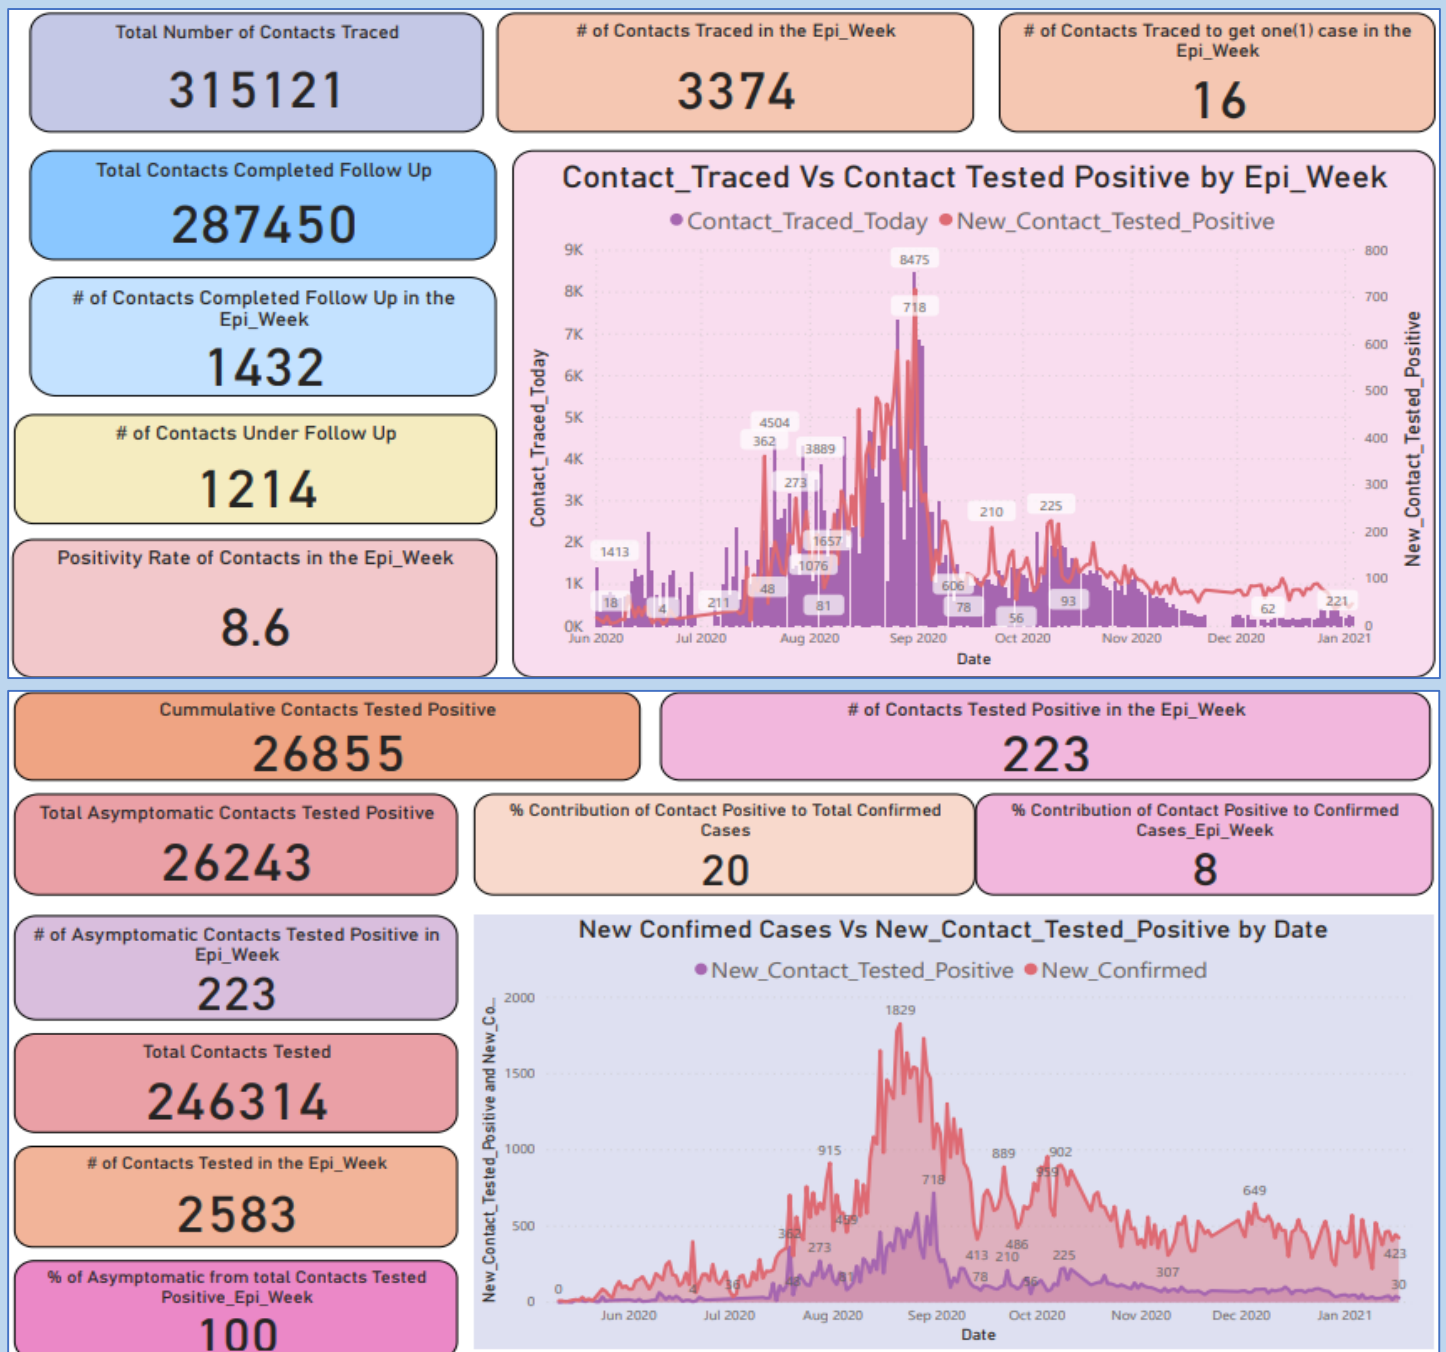 Total Number of Contacts Traced
315121
# of Contacts Traced in the Epi_Week
3374
# of Contacts Traced to get one(1) case in the
Epi_Week
16
Total Contacts Completed Follow Up
287450
# of Contacts Completed Follow Up in the
Epi_Week
1432
# of Contacts Under Follow Up
1214
Positivity Rate of Contacts in the Epi_Week
8.6
Contact_Traced Vs Contact Tested Positive by Epi_Week
Contact_Traced_Today New_Contact_Tested_Positive
Contact_Traced_Today
9K
8K
7K
6K
5K
4K
3K
2K
1K
0K
800
700
600
500
400
300
200
100
0
New_Contact_Tested_Positive
8475
718
4504
362
3889
273
210
225
1413
1657
1076
18
4
211
48
81
606
78
56
93
62
221
Jun 2020 Jul 2020 Aug 2020 Sep 2020 Oct 2020 Nov 2020 Dec 2020 Jan 2021
Date
Cummulative Contacts Tested Positive
26855
# of Contacts Tested Positive in the Epi_Week
223
Total Asymptomatic Contacts Tested Positive
26243
% Contribution of Contact Positive to Total Confirmed
Cases
20
% Contribution of Contact Positive to Confirmed
Cases_Epi_Week
8
# of Asymptomatic Contacts Tested Positive in
Epi_Week
223
Total Contacts Tested
246314
# of Contacts Tested in the Epi_Week
2583
% of Asymptomatic from total Contacts Tested
Positive_Epi_Week
100
New Confimed Cases Vs New_Contact_Tested_Positive by Date
New_Contact_Tested_Positive New_Confirmed
New_Contact_Tested_Positive and New_Co...
2000
1500
1000
500
0
1829
915
889
902
959
718
649
362
459
273
413
486
210
225
423
0
4
36
48
81
78
56
307
30
Jun 2020 Jul 2020 Aug 2020 Sep 2020 Oct 2020 Nov 2020 Dec 2020 Jan 2021
Date